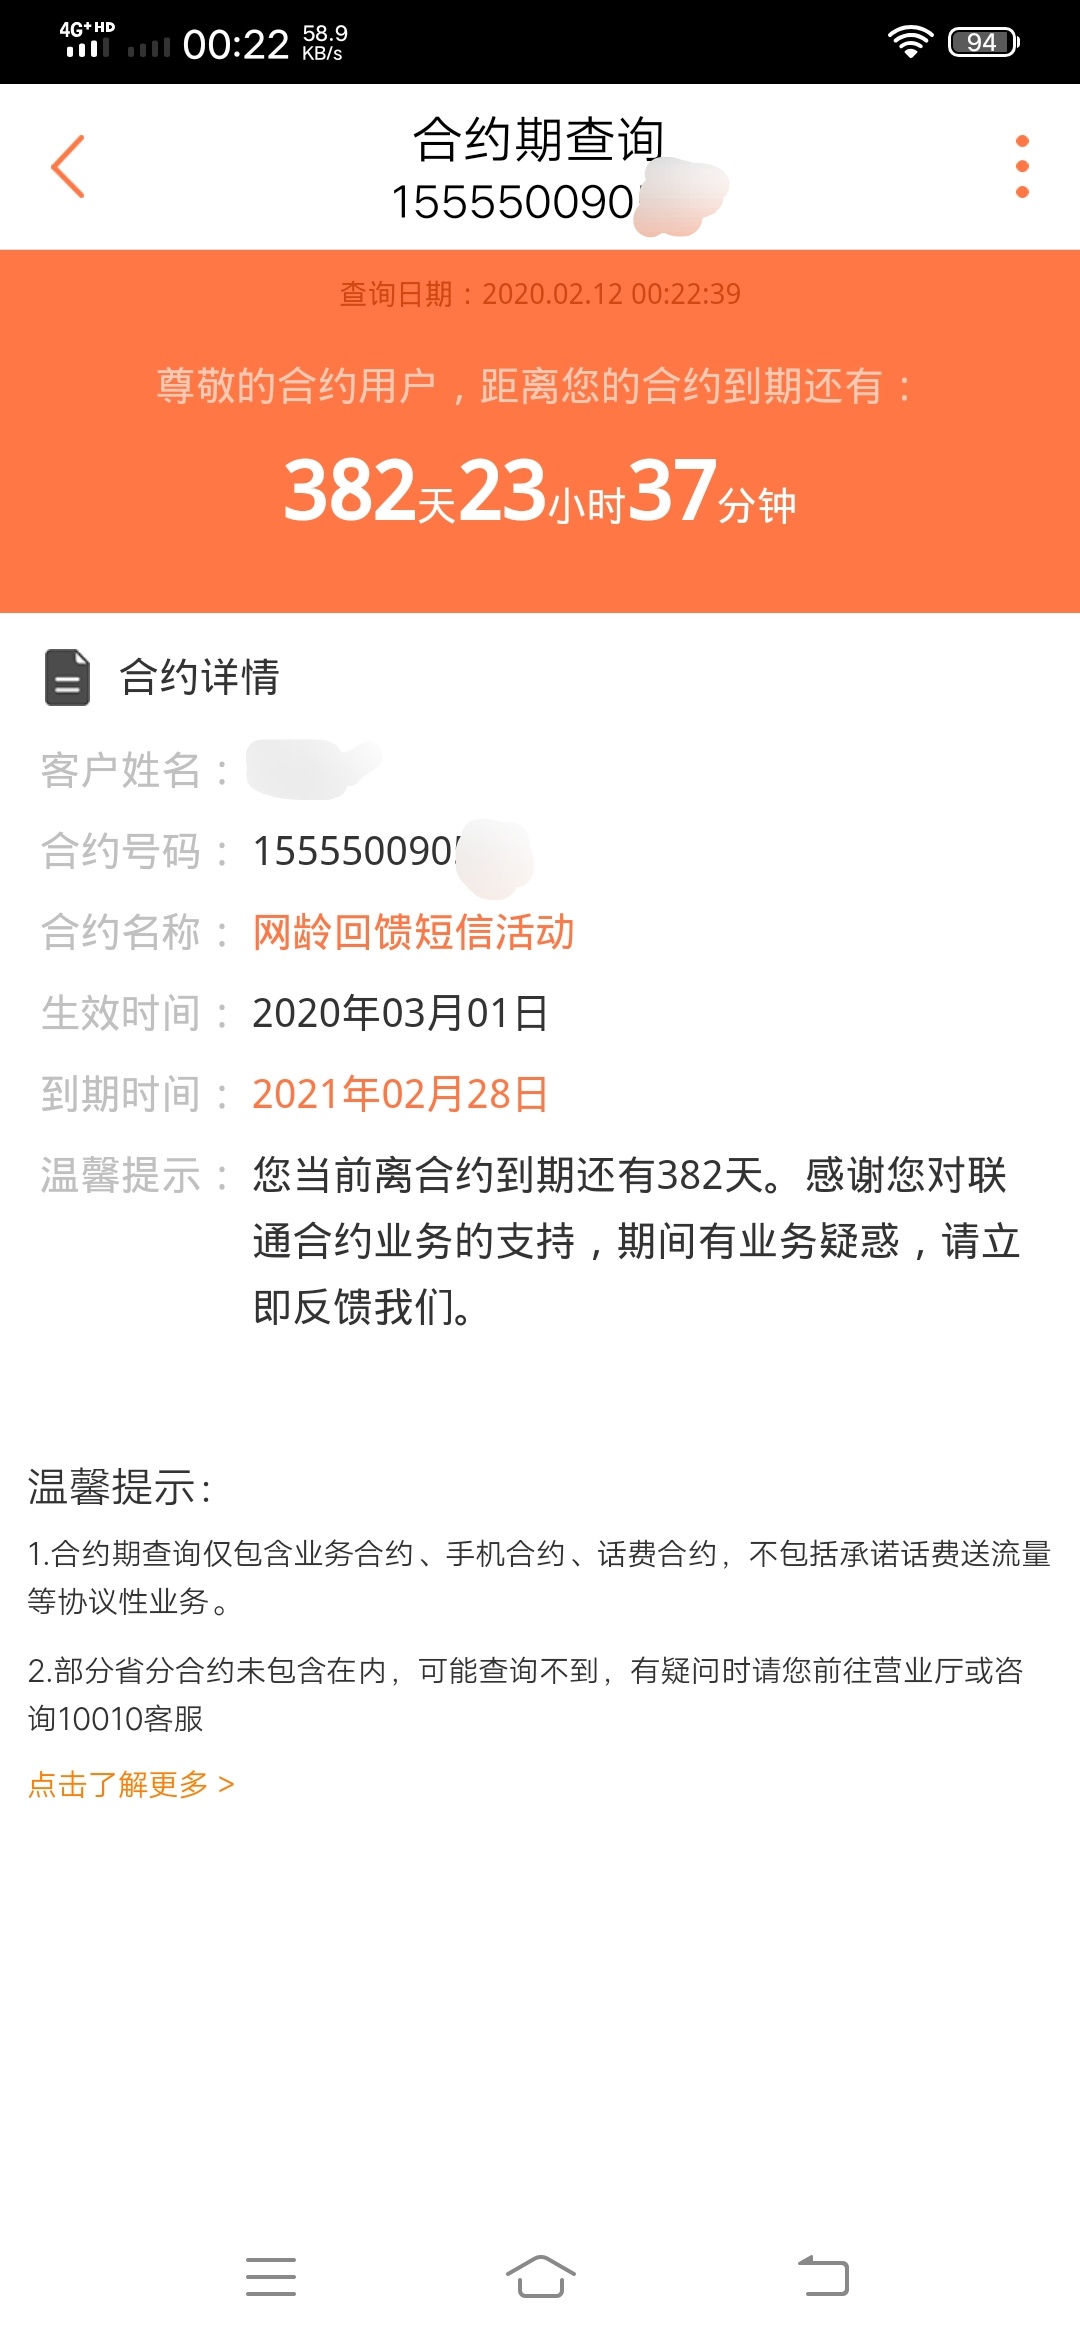 4G+HD 00:22 58.9 KB/s 94
合约期查询
1555550090
查询日期：2020.02.12 00:22:39
尊敬的合约用户，距离您的合约到期还有：
382天23小时37分钟
合约详情
客户姓名：
合约号码：1555550090
合约名称：网龄回馈短信活动
生效时间：2020年03月01日
到期时间：2021年02月28日
温馨提示：您当前离合约到期还有382天。感谢您对联
通合约业务的支持，期间有业务疑惑，请立
即反馈我们。
温馨提示：
1.合约期查询仅包含业务合约、手机合约、话费合约，不包括承诺话费送流量
等协议性业务。
2.部分省分合约未包含在内，可能查询不到，有疑问时请您前往营业厅或咨
询10010客服
点击了解更多 >